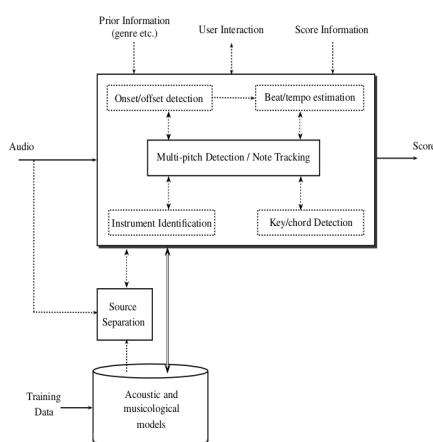 Prior Information
(genre etc.)
User Interaction
Score Information
Onset/offset detection
Beat/tempo estimation
Audio
Multi-pitch Detection / Note Tracking
Score
Instrument Identification
Key/chord Detection
Source
Separation
Training
Data
Acoustic and
musicological
models